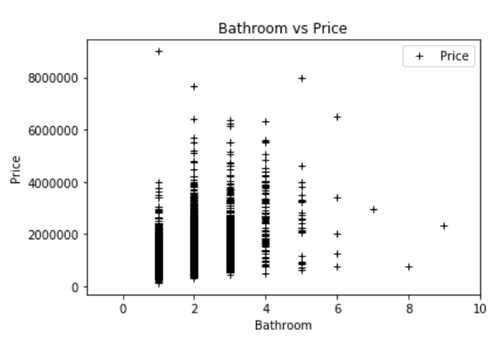 Bathroom vs Price
Price
8000000
6000000
4000000
2000000
0
Price
0 2 4 6 8 10
Bathroom